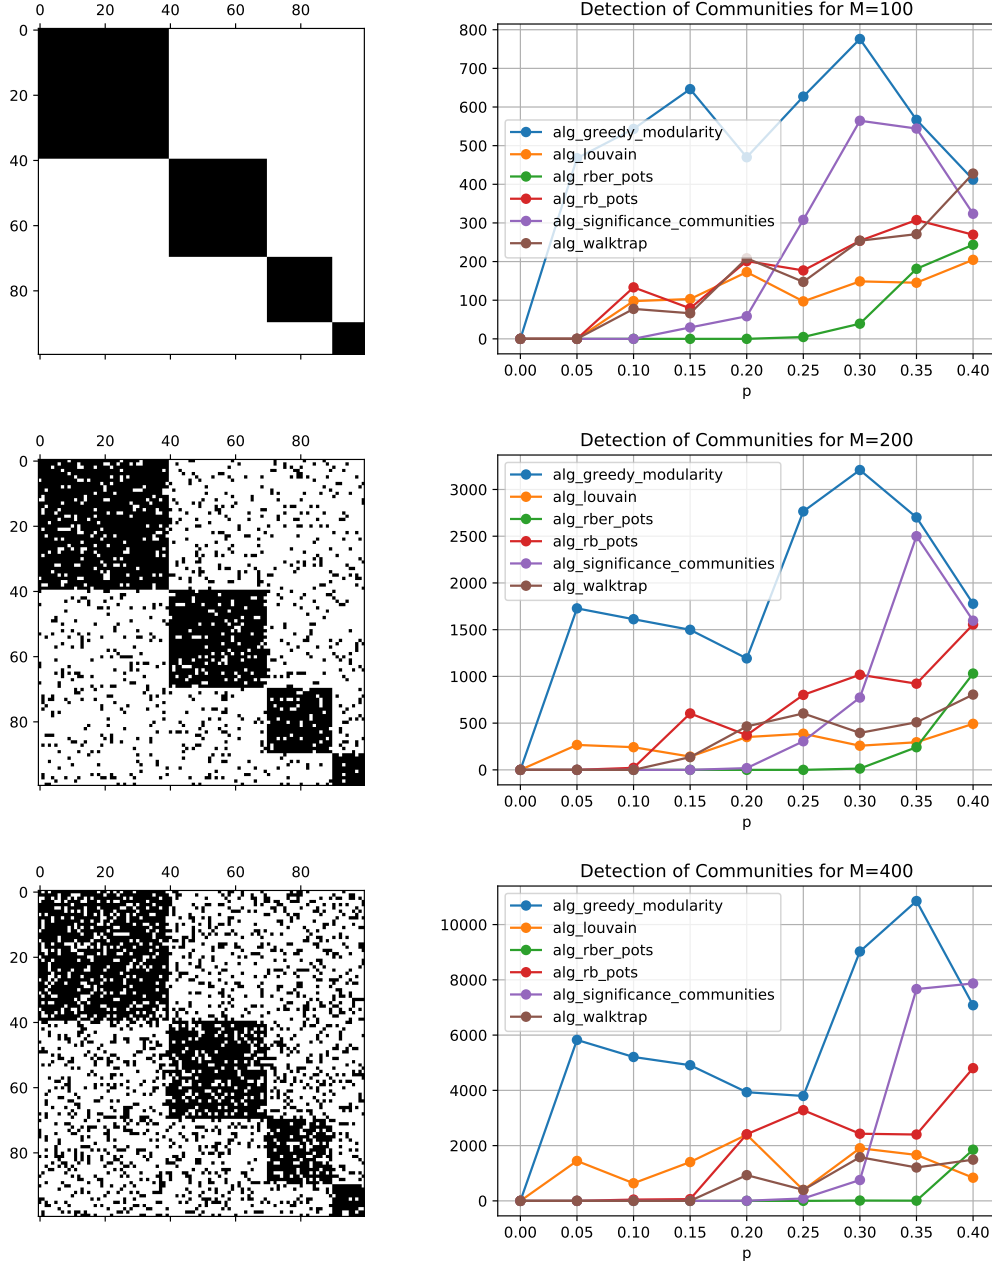 0 20 40 60 80
0
20
40
60
80
Detection of Communities for M=100
800
700
600
500
400
300
200
100
0
alg_greedy_modularity
alg_louvain
alg_rber_pots
alg_rb_pots
alg_significance_communities
alg_walktrap
0.00 0.05 0.10 0.15 0.20 0.25 0.30 0.35 0.40
p
0 20 40 60 80
0
20
40
60
80
Detection of Communities for M=200
3000
2500
2000
1500
1000
500
0
alg_greedy_modularity
alg_louvain
alg_rber_pots
alg_rb_pots
alg_significance_communities
alg_walktrap
0.00 0.05 0.10 0.15 0.20 0.25 0.30 0.35 0.40
p
0 20 40 60 80
0
20
40
60
80
Detection of Communities for M=400
10000
8000
6000
4000
2000
0
alg_greedy_modularity
alg_louvain
alg_rber_pots
alg_rb_pots
alg_significance_communities
alg_walktrap
0.00 0.05 0.10 0.15 0.20 0.25 0.30 0.35 0.40
p